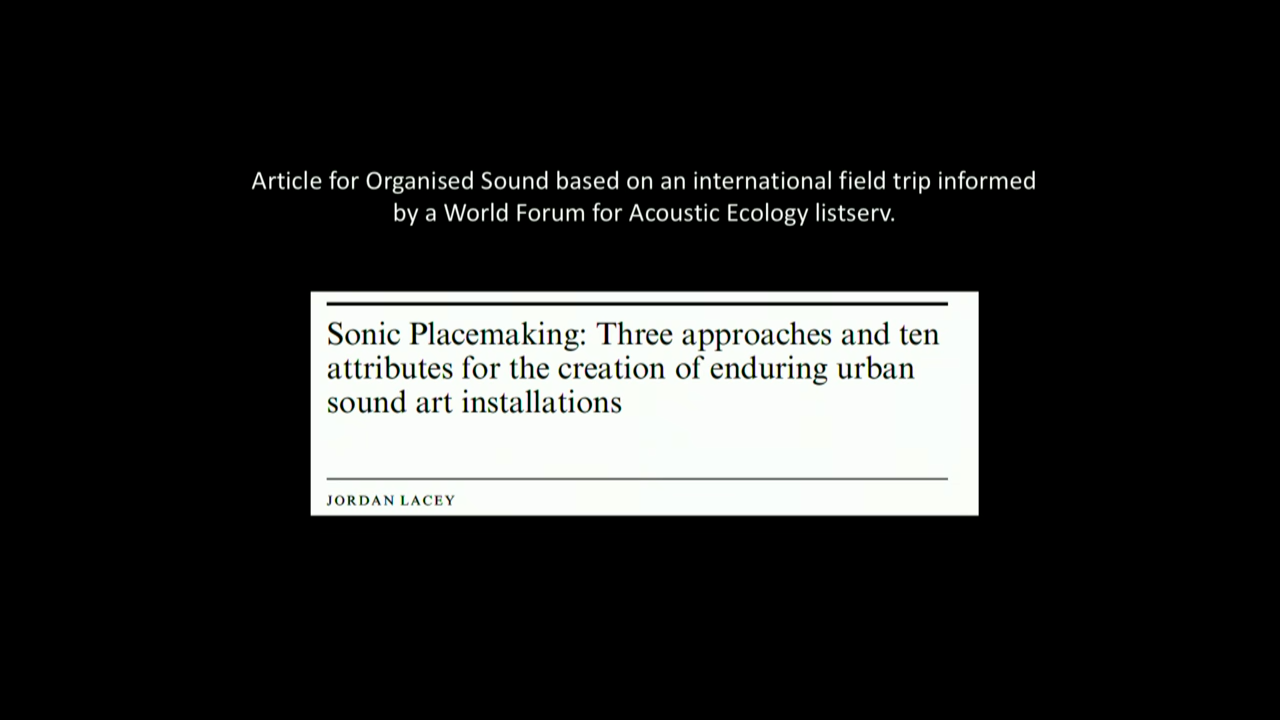 Article for Organised Sound based on an international field trip informed
by a World Forum for Acoustic Ecology listserv.
Sonic Placemaking: Three approaches and ten
attributes for the creation of enduring urban
sound art installations
JORDAN LACEY